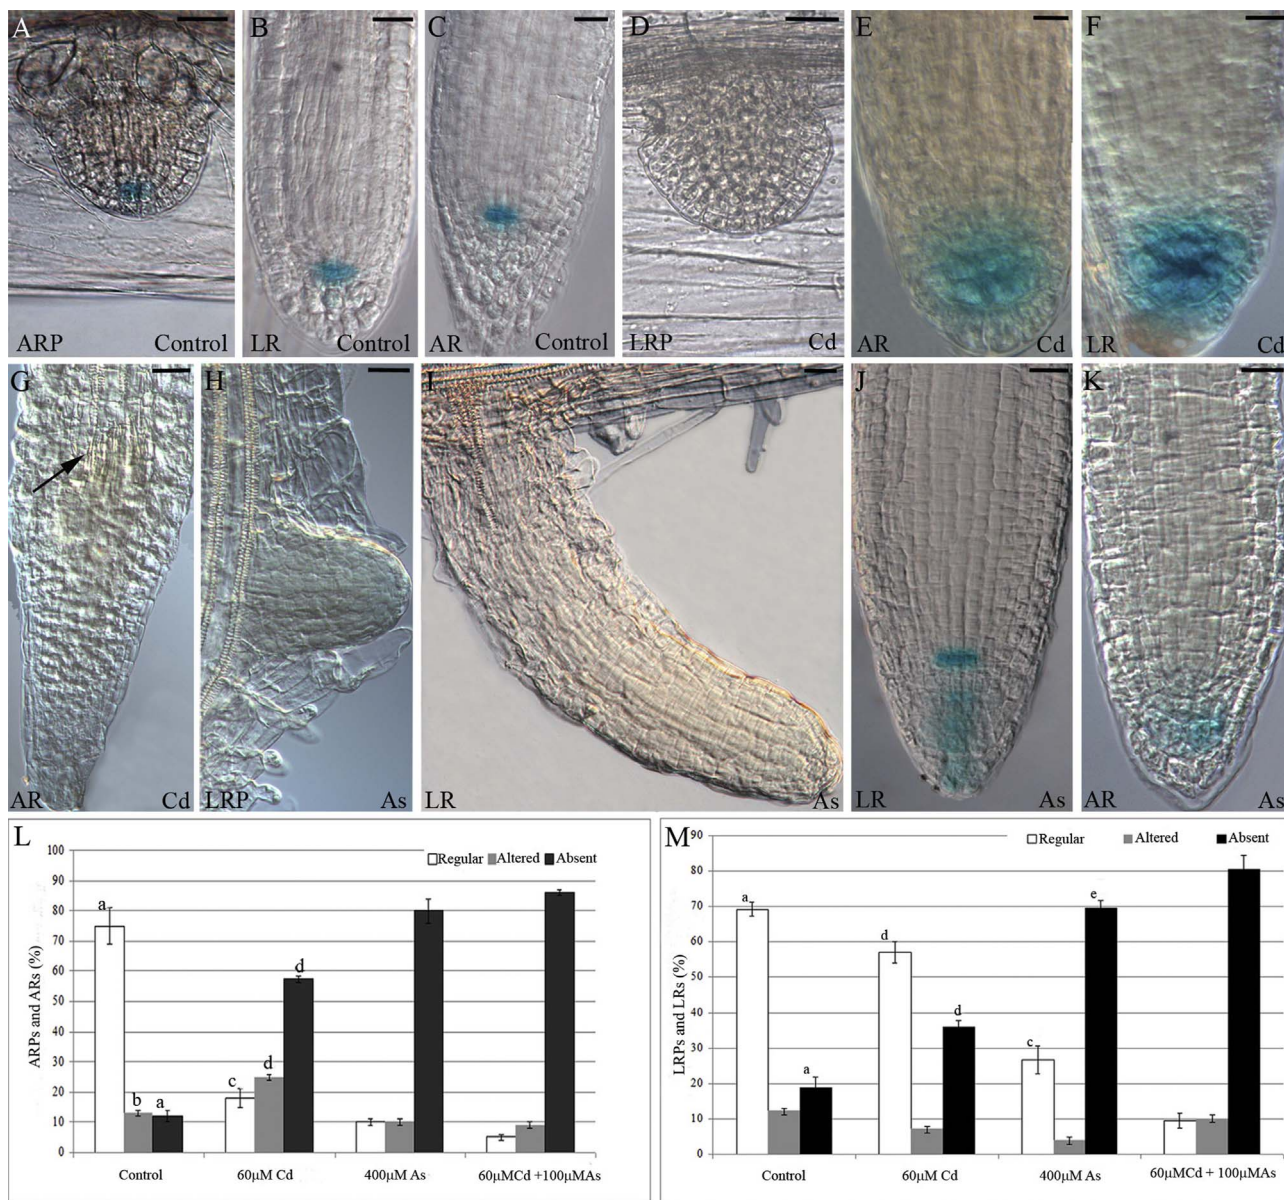 A B C D E F
ARP Control LR Control AR Control LRP Cd AR Cd LR Cd
G H I J K
AR Cd LRP As LR As LR As AR As
L
100
90
80
70
60
50
40
30
20
10
0
ARPs and ARs (%)
Regular Altered Absent
a b a
c d d
Control 60µM Cd 400µM As 60µMCd +100µMAs
M
90
80
70
60
50
40
30
20
10
0
LRPs and LRs (%)
Regular Altered Absent
a a
d d
c e
Control 60µM Cd 400µM As 60µMCd + 100µMAs